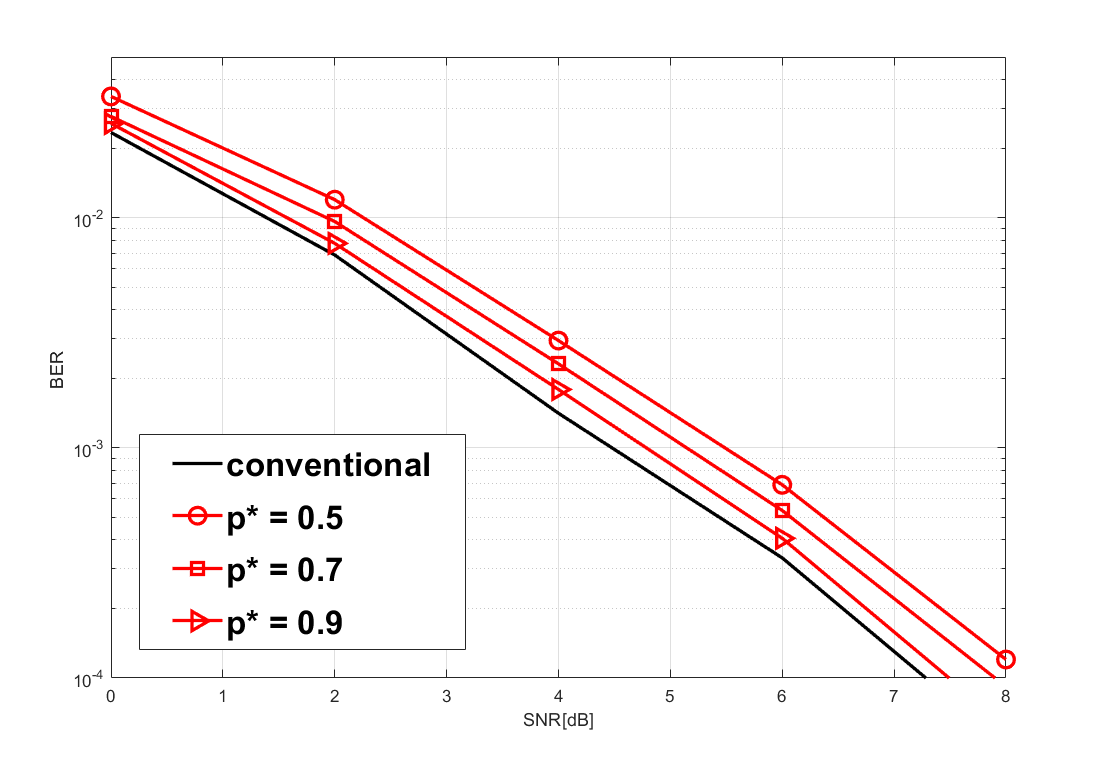 10-2
BER
10-3
conventional
p* = 0.5
p* = 0.7
p* = 0.9
10-4
0 1 2 3 4 5 6 7 8
SNR[dB]